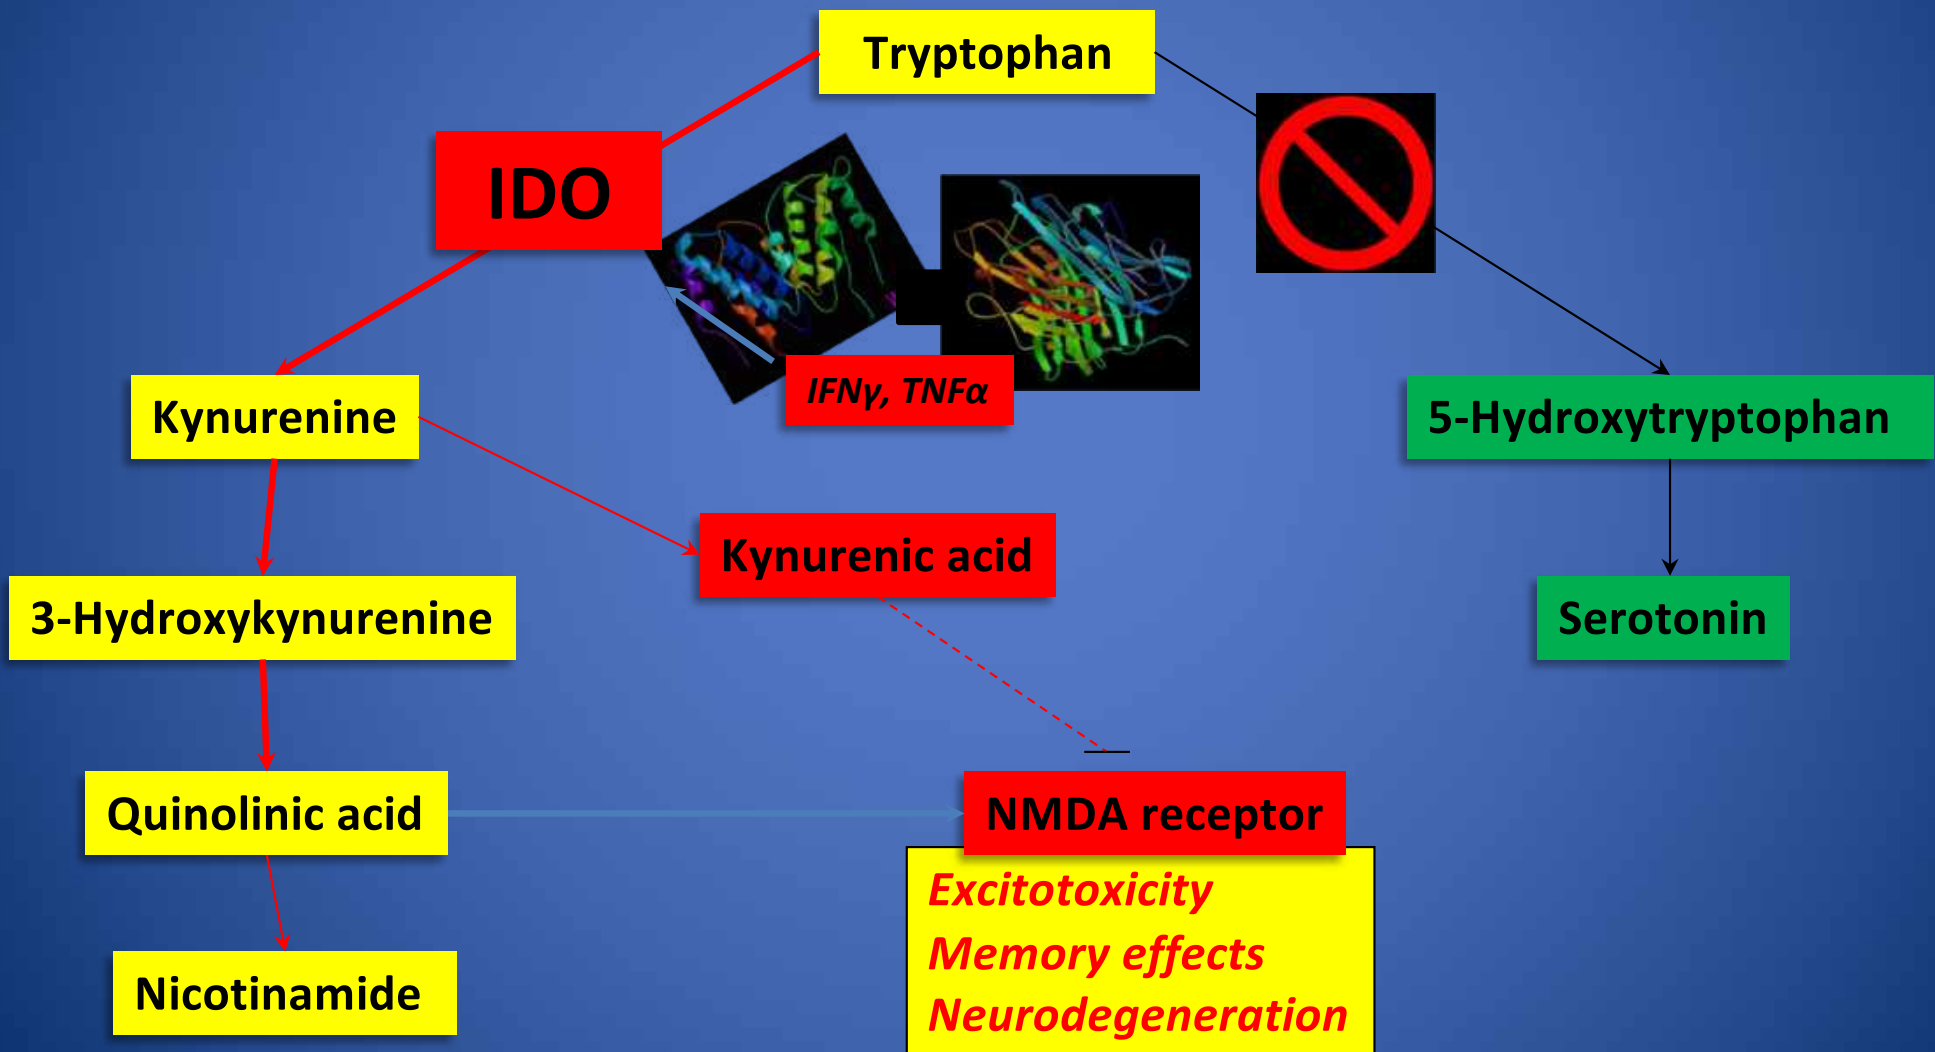 Tryptophan
IDO
IFNγ, TNFα
Kynurenine
5-Hydroxytryptophan
Kynurenic acid
3-Hydroxykynurenine
Serotonin
Quinolinic acid
NMDA receptor
Excitotoxicity
Memory effects
Nicotinamide
Neurodegeneration